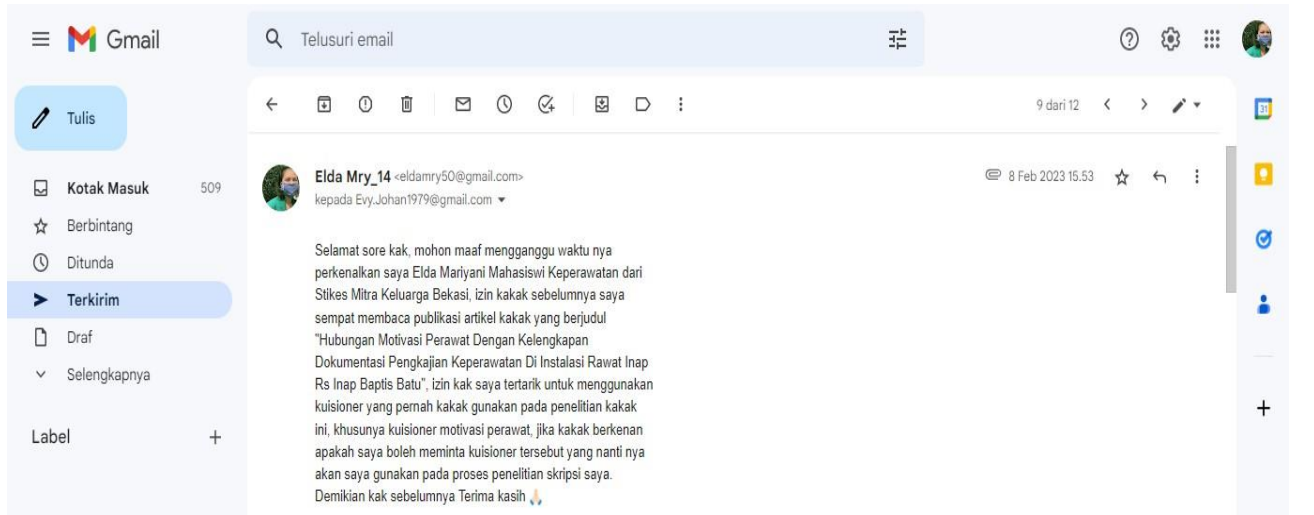 Gmail
Telusuri email
Tulis
9 dari 12
31
Kotak Masuk 509
Berbintang
Ditunda
Terkirim
Draf
Selengkapnya
Label
Elda Mry_14 <eldamry50@gmail.com>
8 Feb 2023 15.53
kepada Evy.Johan1979@gmail.com
Selamat sore kak, mohon maaf mengganggu waktu nya
perkenalkan saya Elda Mariyani Mahasiswi Keperawatan dari
Stikes Mitra Keluarga Bekasi, izin kakak sebelumnya saya
sempat membaca publikasi artikel kakak yang berjudul
"Hubungan Motivasi Perawat Dengan Kelengkapan
Dokumentasi Pengkajian Keperawatan Di Instalasi Rawat Inap
Rs Inap Baptis Batu", izin kak saya tertarik untuk menggunakan
kuisioner yang pernah kakak gunakan pada penelitian kakak
ini, khusunya kuisioner motivasi perawat, jika kakak berkenan
apakah saya boleh meminta kuisioner tersebut yang nanti nya
akan saya gunakan pada proses penelitian skripsi saya.
Demikian kak sebelumnya Terima kasih 🙏🏻